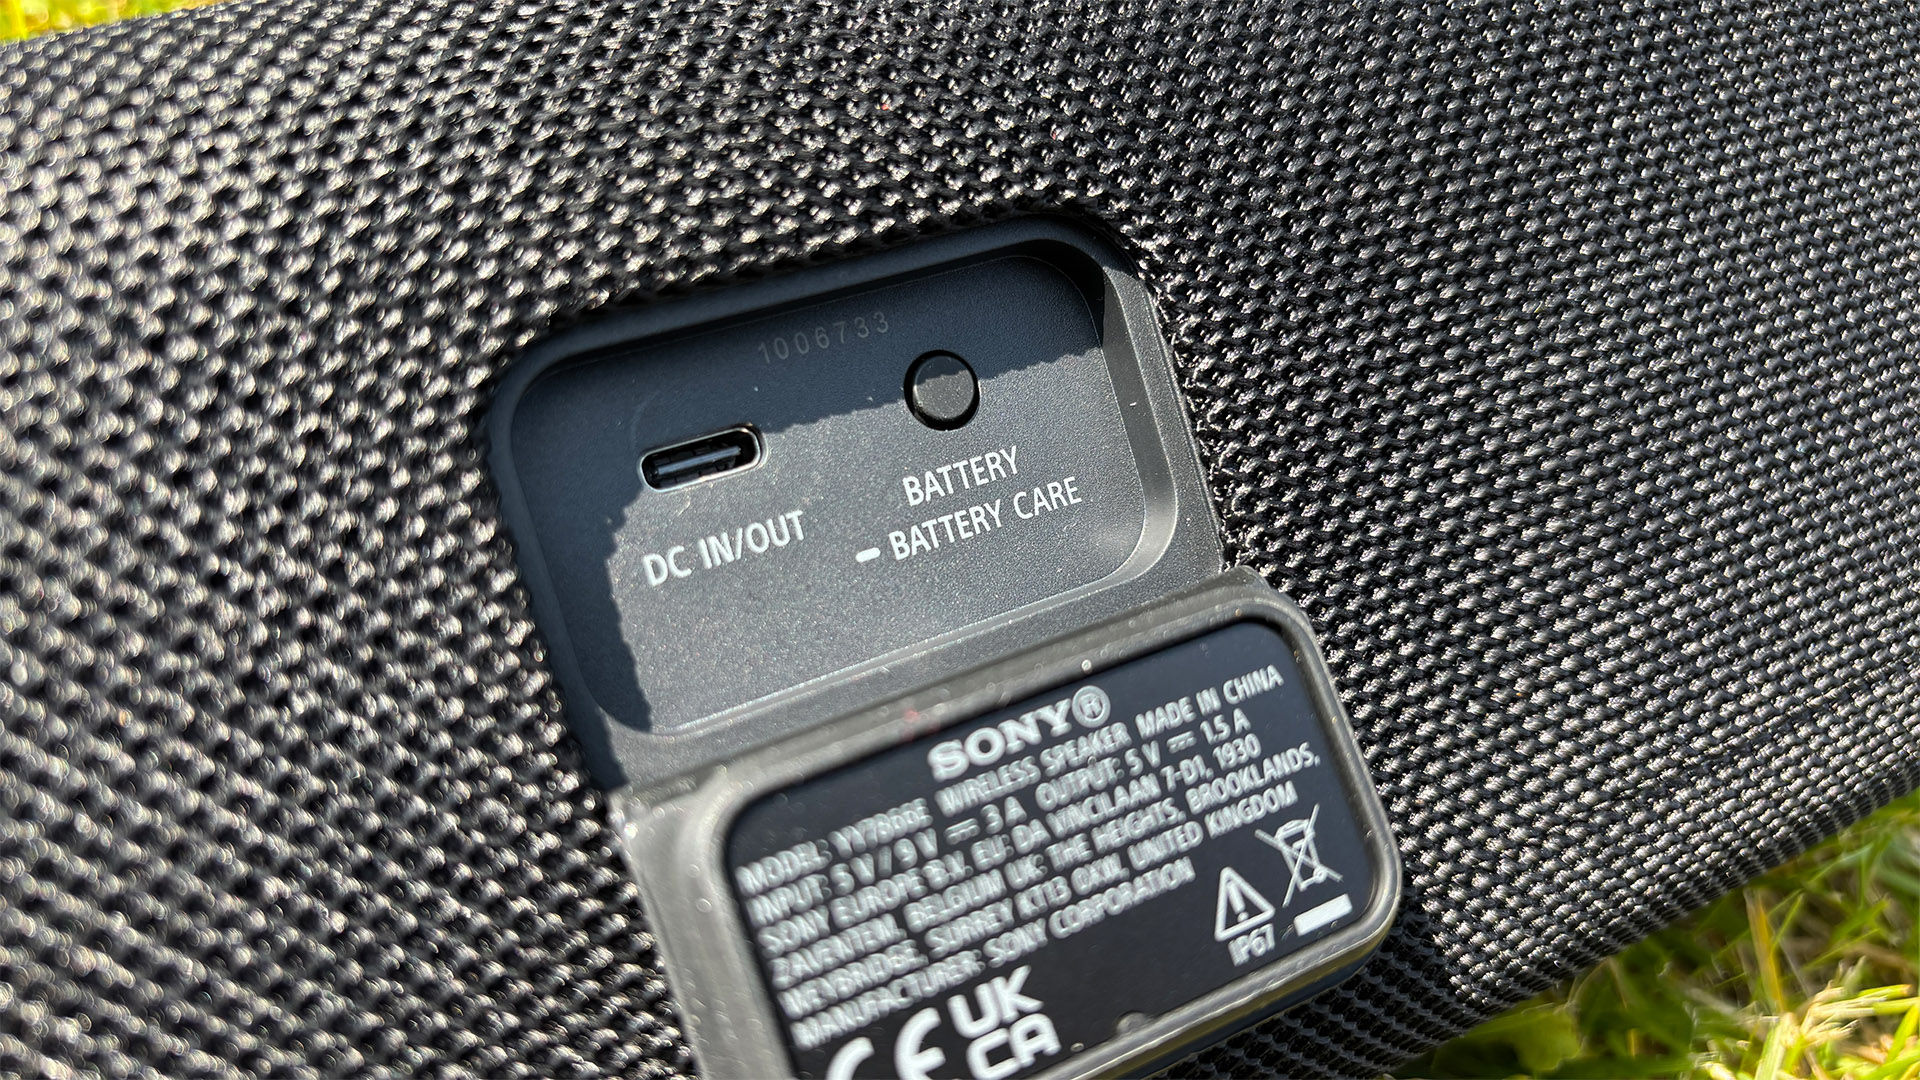 1006733
DC IN/OUT
BATTERY
BATTERY CARE
SONY®
MODEL: YY7866E WIRELESS SPEAKER MADE IN CHINA
INPUT: 5 V / 9 V ⎓ 3 A OUTPUT: 5 V ⎓ 1.5 A
SONY EUROPE B.V. EU: DA VINCILAAN 7-D1, 1930
ZAVENTEM, BELGIUM UK: THE HEIGHTS, BROOKLANDS,
WEYBRIDGE, SURREY KT13 0XW, UNITED KINGDOM
MANUFACTURER: SONY CORPORATION
IP67
CE
UK
CA